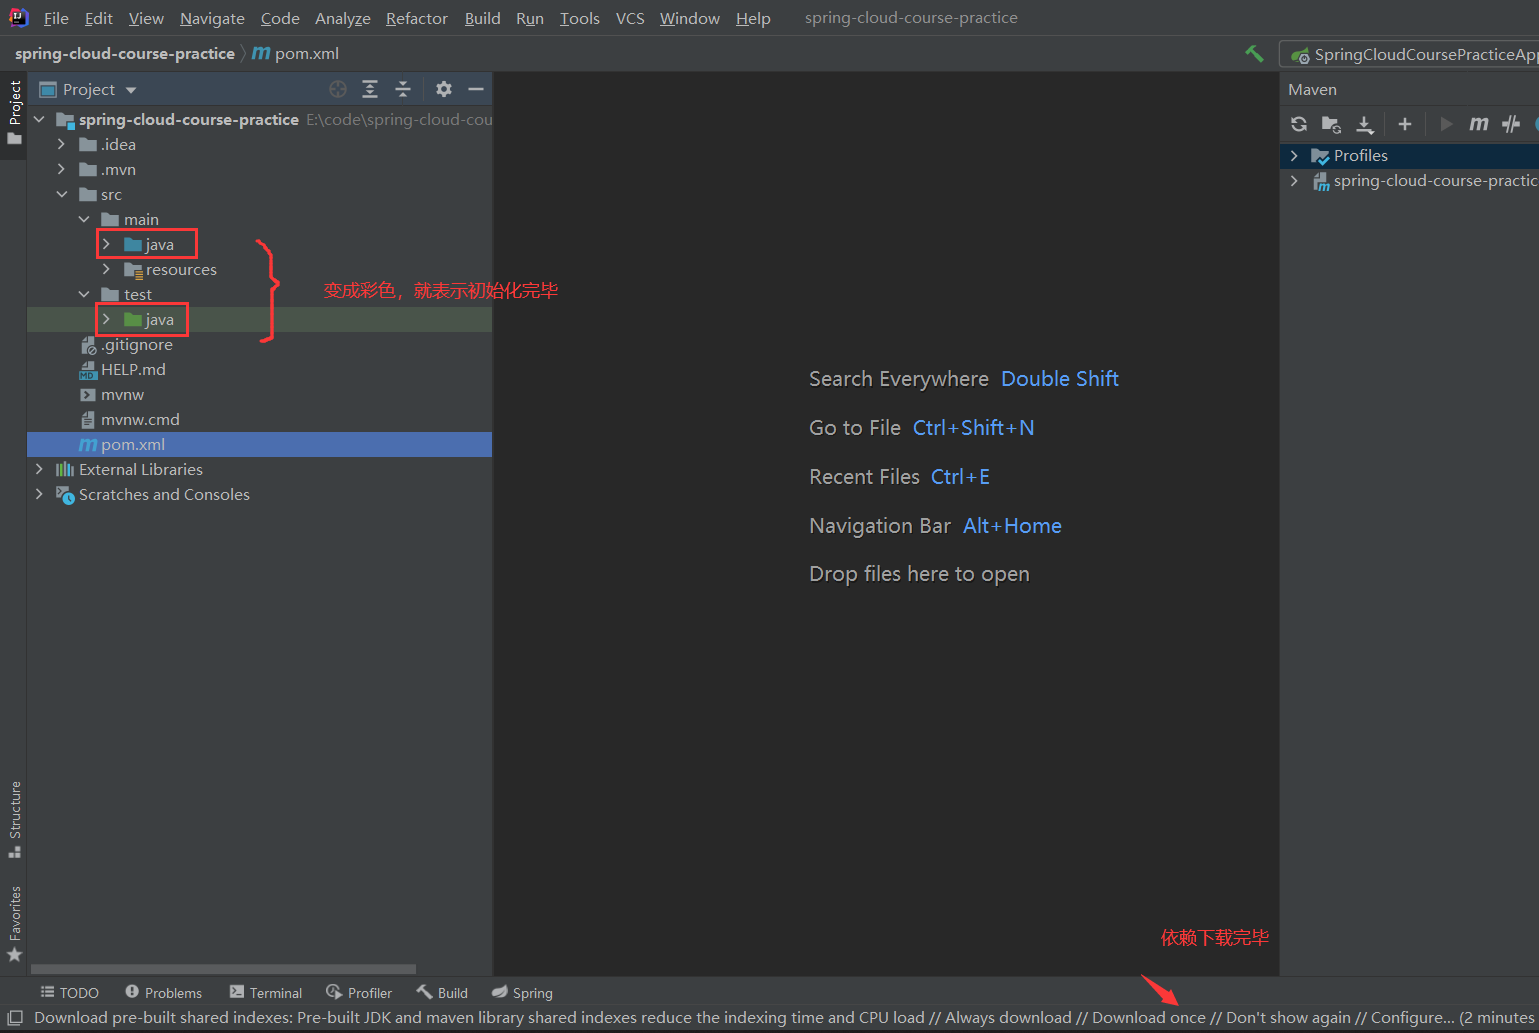 File Edit View Navigate Code Analyze Refactor Build Run Tools VCS Window Help spring-cloud-course-practice
spring-cloud-course-practice pom.xml SpringCloudCoursePracticeApp
Project
Project
Maven
spring-cloud-course-practice E:\code\spring-cloud-cou
.idea
.mvn
src
main
java
resources
test
java
.gitignore
HELP.md
mvnw
mvnw.cmd
pom.xml
External Libraries
Scratches and Consoles
变成彩色，就表示初始化完毕
Search Everywhere Double Shift
Go to File Ctrl+Shift+N
Recent Files Ctrl+E
Navigation Bar Alt+Home
Drop files here to open
Profiles
spring-cloud-course-practic
Structure
Favorites
依赖下载完毕
TODO Problems Terminal Profiler Build Spring
Download pre-built shared indexes: Pre-built JDK and maven library shared indexes reduce the indexing time and CPU load // Always download // Download once // Don't show again // Configure... (2 minutes